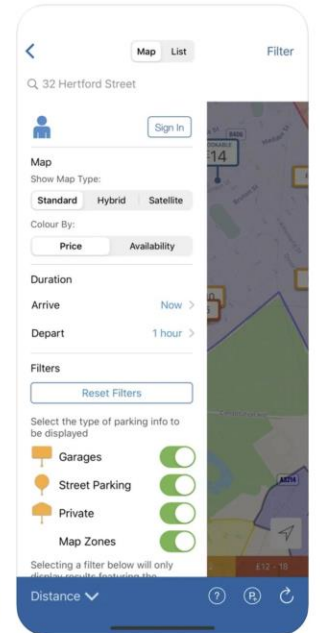 Map List Filter
32 Hertford Street
Sign In
Map
Show Map Type:
Standard Hybrid Satellite
Colour By:
Price Availability
Duration
Arrive Now
Depart 1 hour
Filters
Reset Filters
Select the type of parking info to
be displayed
Garages
Street Parking
Private
Map Zones
Selecting a filter below will only
display results featuring the
Distance
14
A3216
£12 - 16